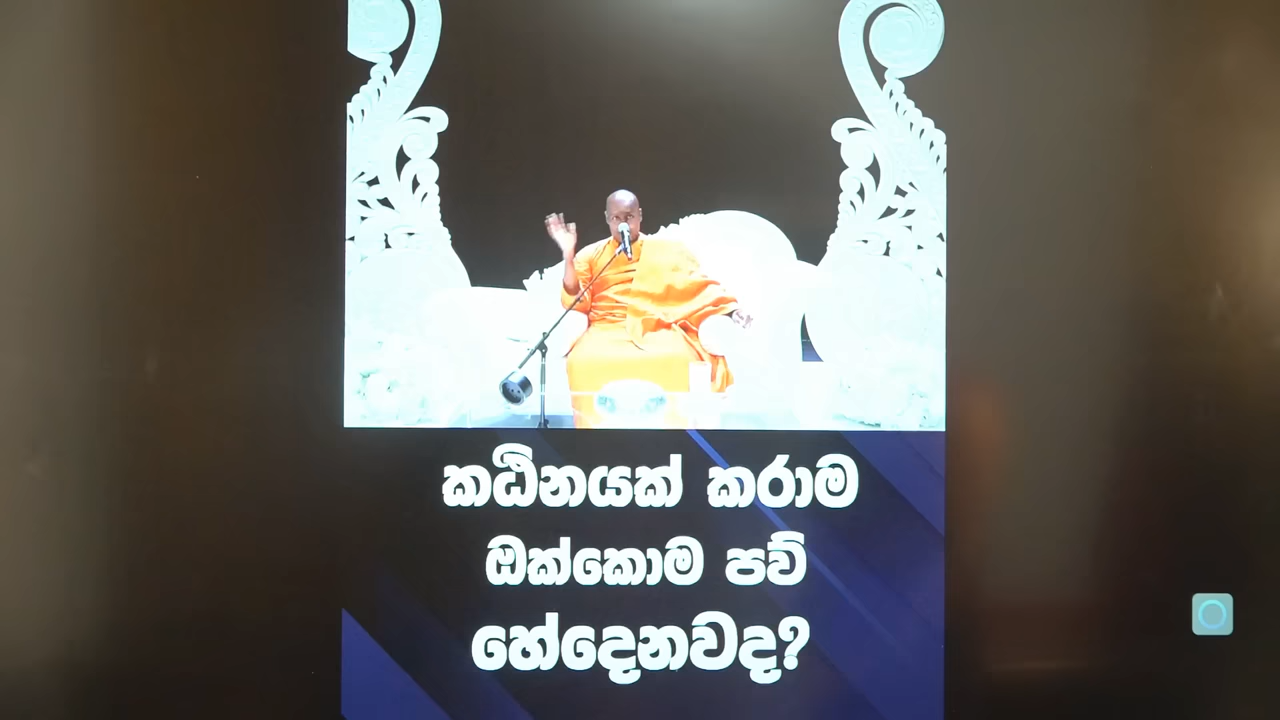 කඨිනයක් කරාම
ඔක්කොම පව්
හේදෙනවද?